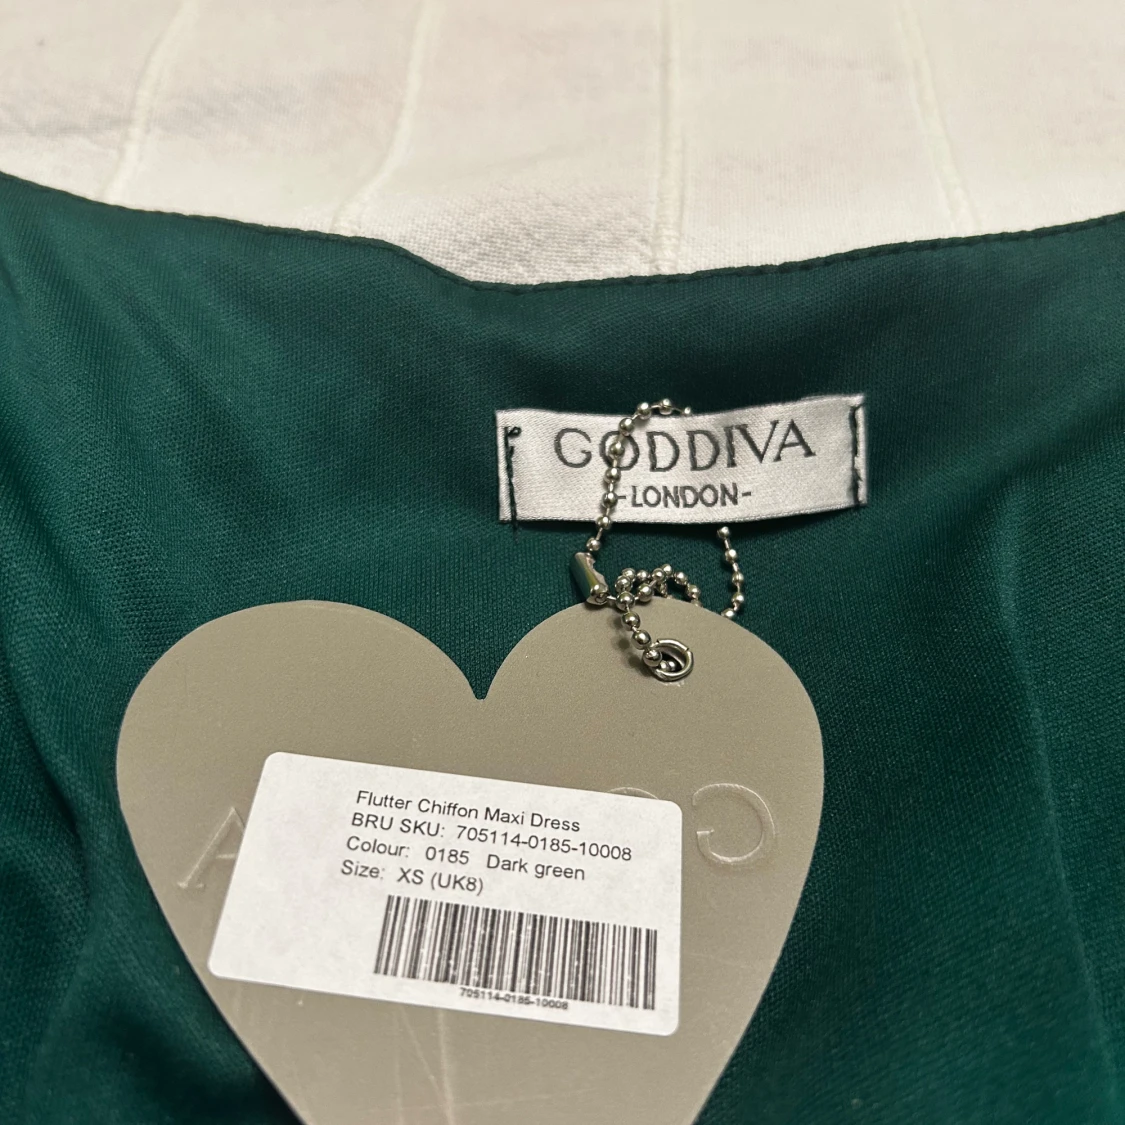 GODDIVA
-LONDON-
Flutter Chiffon Maxi Dress
BRU SKU: 705114-0185-10008
Colour: 0185 Dark green
Size: XS (UK8)
705114-0185-10008